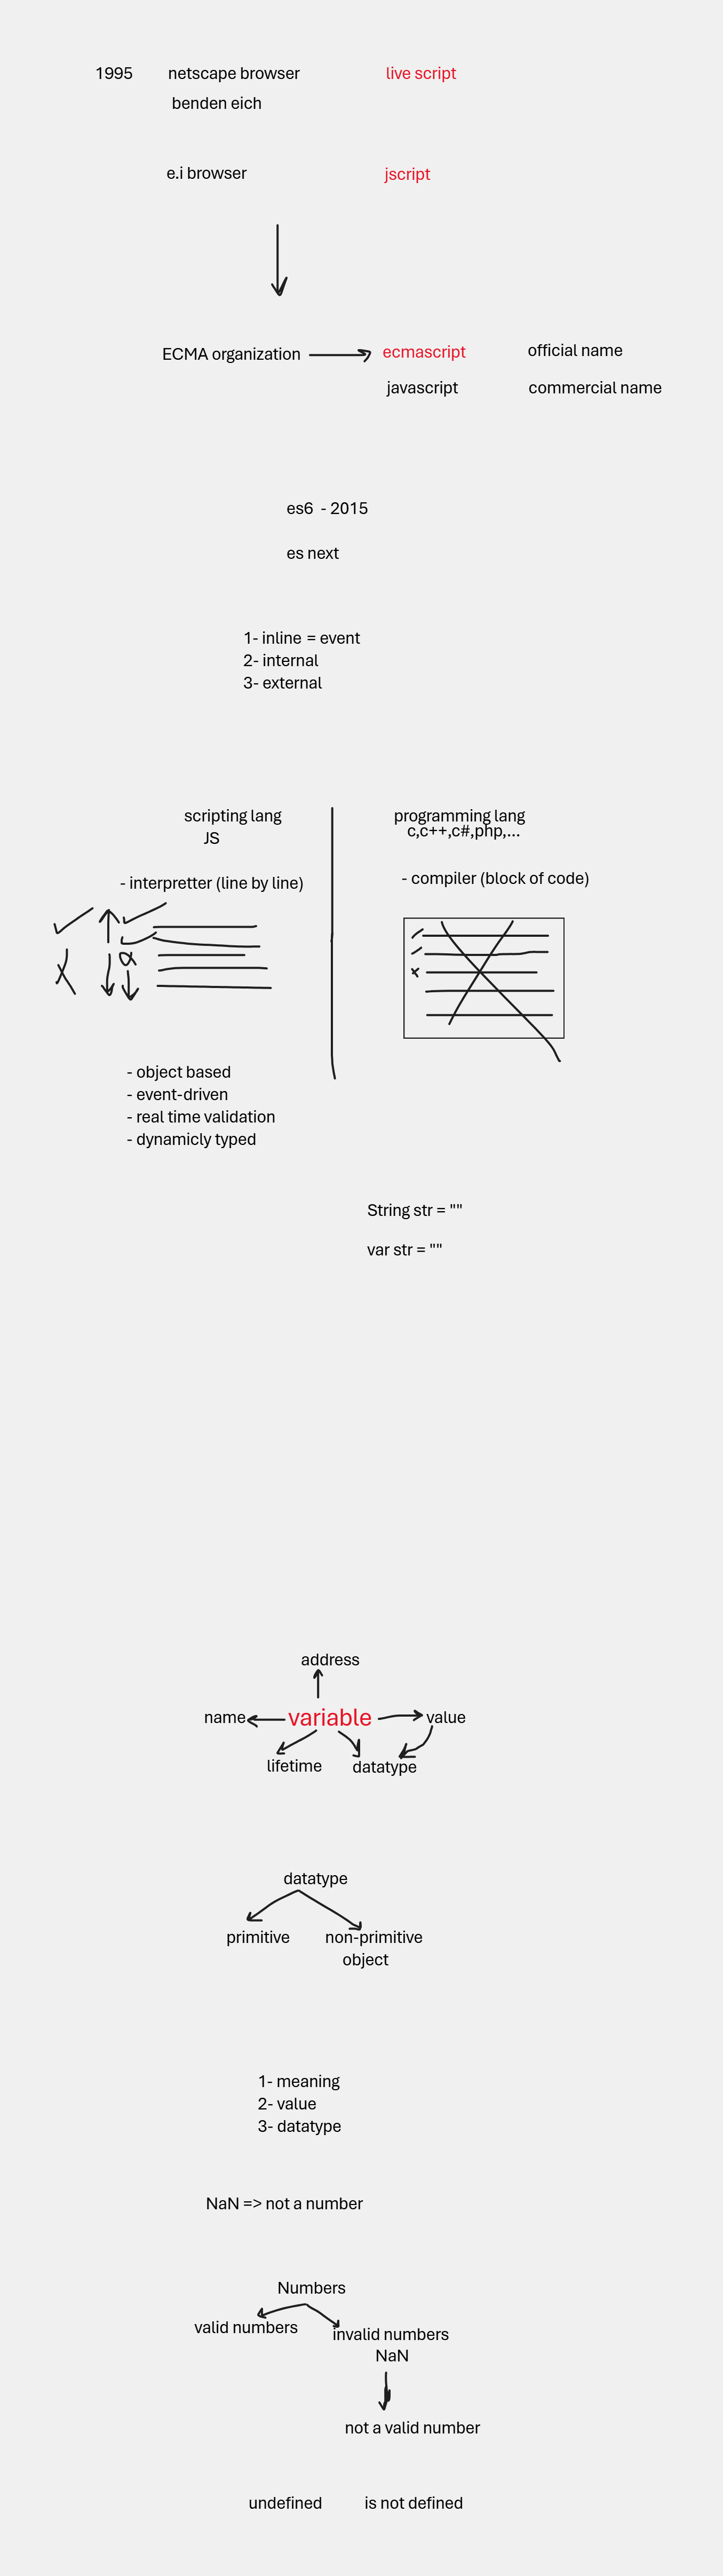 1995 netscape browser live script
benden eich
e.i browser jscript
ECMA organization ecmascript official name
javascript commercial name
es6 - 2015
es next
1- inline = event
2- internal
3- external
scripting lang programming lang
JS c,c++,c#,php,...
- interpretter (line by line) - compiler (block of code)
- object based
- event-driven
- real time validation
- dynamicly typed
String str = ""
var str = ""
address
name variable value
lifetime datatype
datatype
primitive non-primitive
object
1- meaning
2- value
3- datatype
NaN => not a number
Numbers
valid numbers invalid numbers
NaN
not a valid number
undefined is not defined